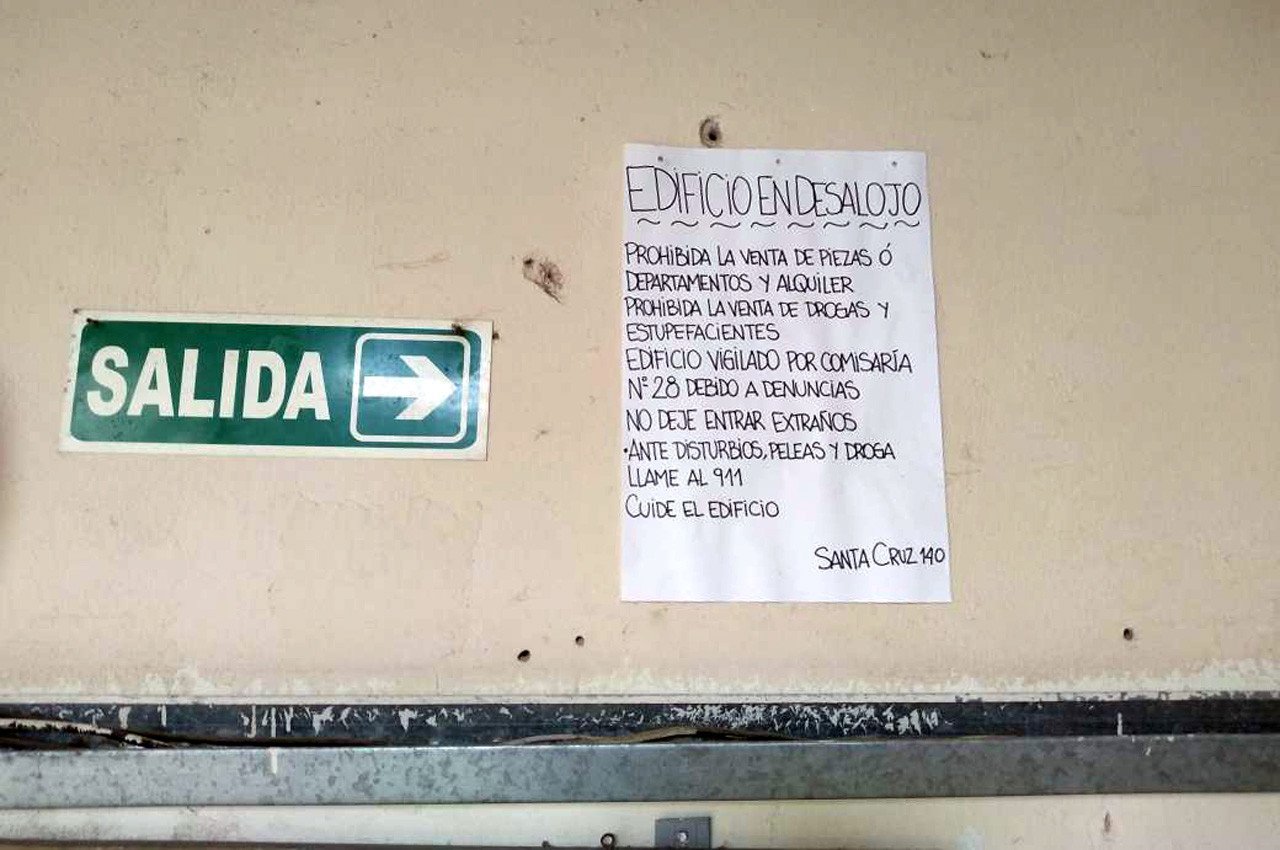 SALIDA
EDIFICIO EN DESALOJO
PROHIBIDA LA VENTA DE PIEZAS Ó
DEPARTAMENTOS Y ALQUILER
PROHIBIDA LA VENTA DE DROGAS Y
ESTUPEFACIENTES
EDIFICIO VIGILADO POR COMISARÍA
N° 28 DEBIDO A DENUNCIAS
NO DEJE ENTRAR EXTRAÑOS
•ANTE DISTURBIOS, PELEAS Y DROGA
LLAME AL 911
CUIDE EL EDIFICIO
SANTA CRUZ 140